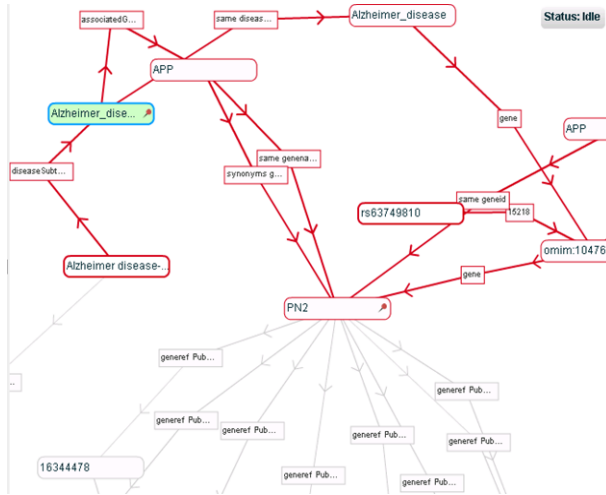 associatedG...
same diseas...
Alzheimer_disease
Status: Idle
APP
Alzheimer_dise...
gene
APP
same genena...
synonyms g...
diseaseSubt...
same geneid
rs63749810
15218
omim:10476
Alzheimer disease-...
gene
PN2
generef Pub...
generef Pub...
...
generef Pub...
generef Pub...
generef Pub...
generef Pub...
16344478
generef Pub...
generef Pub...